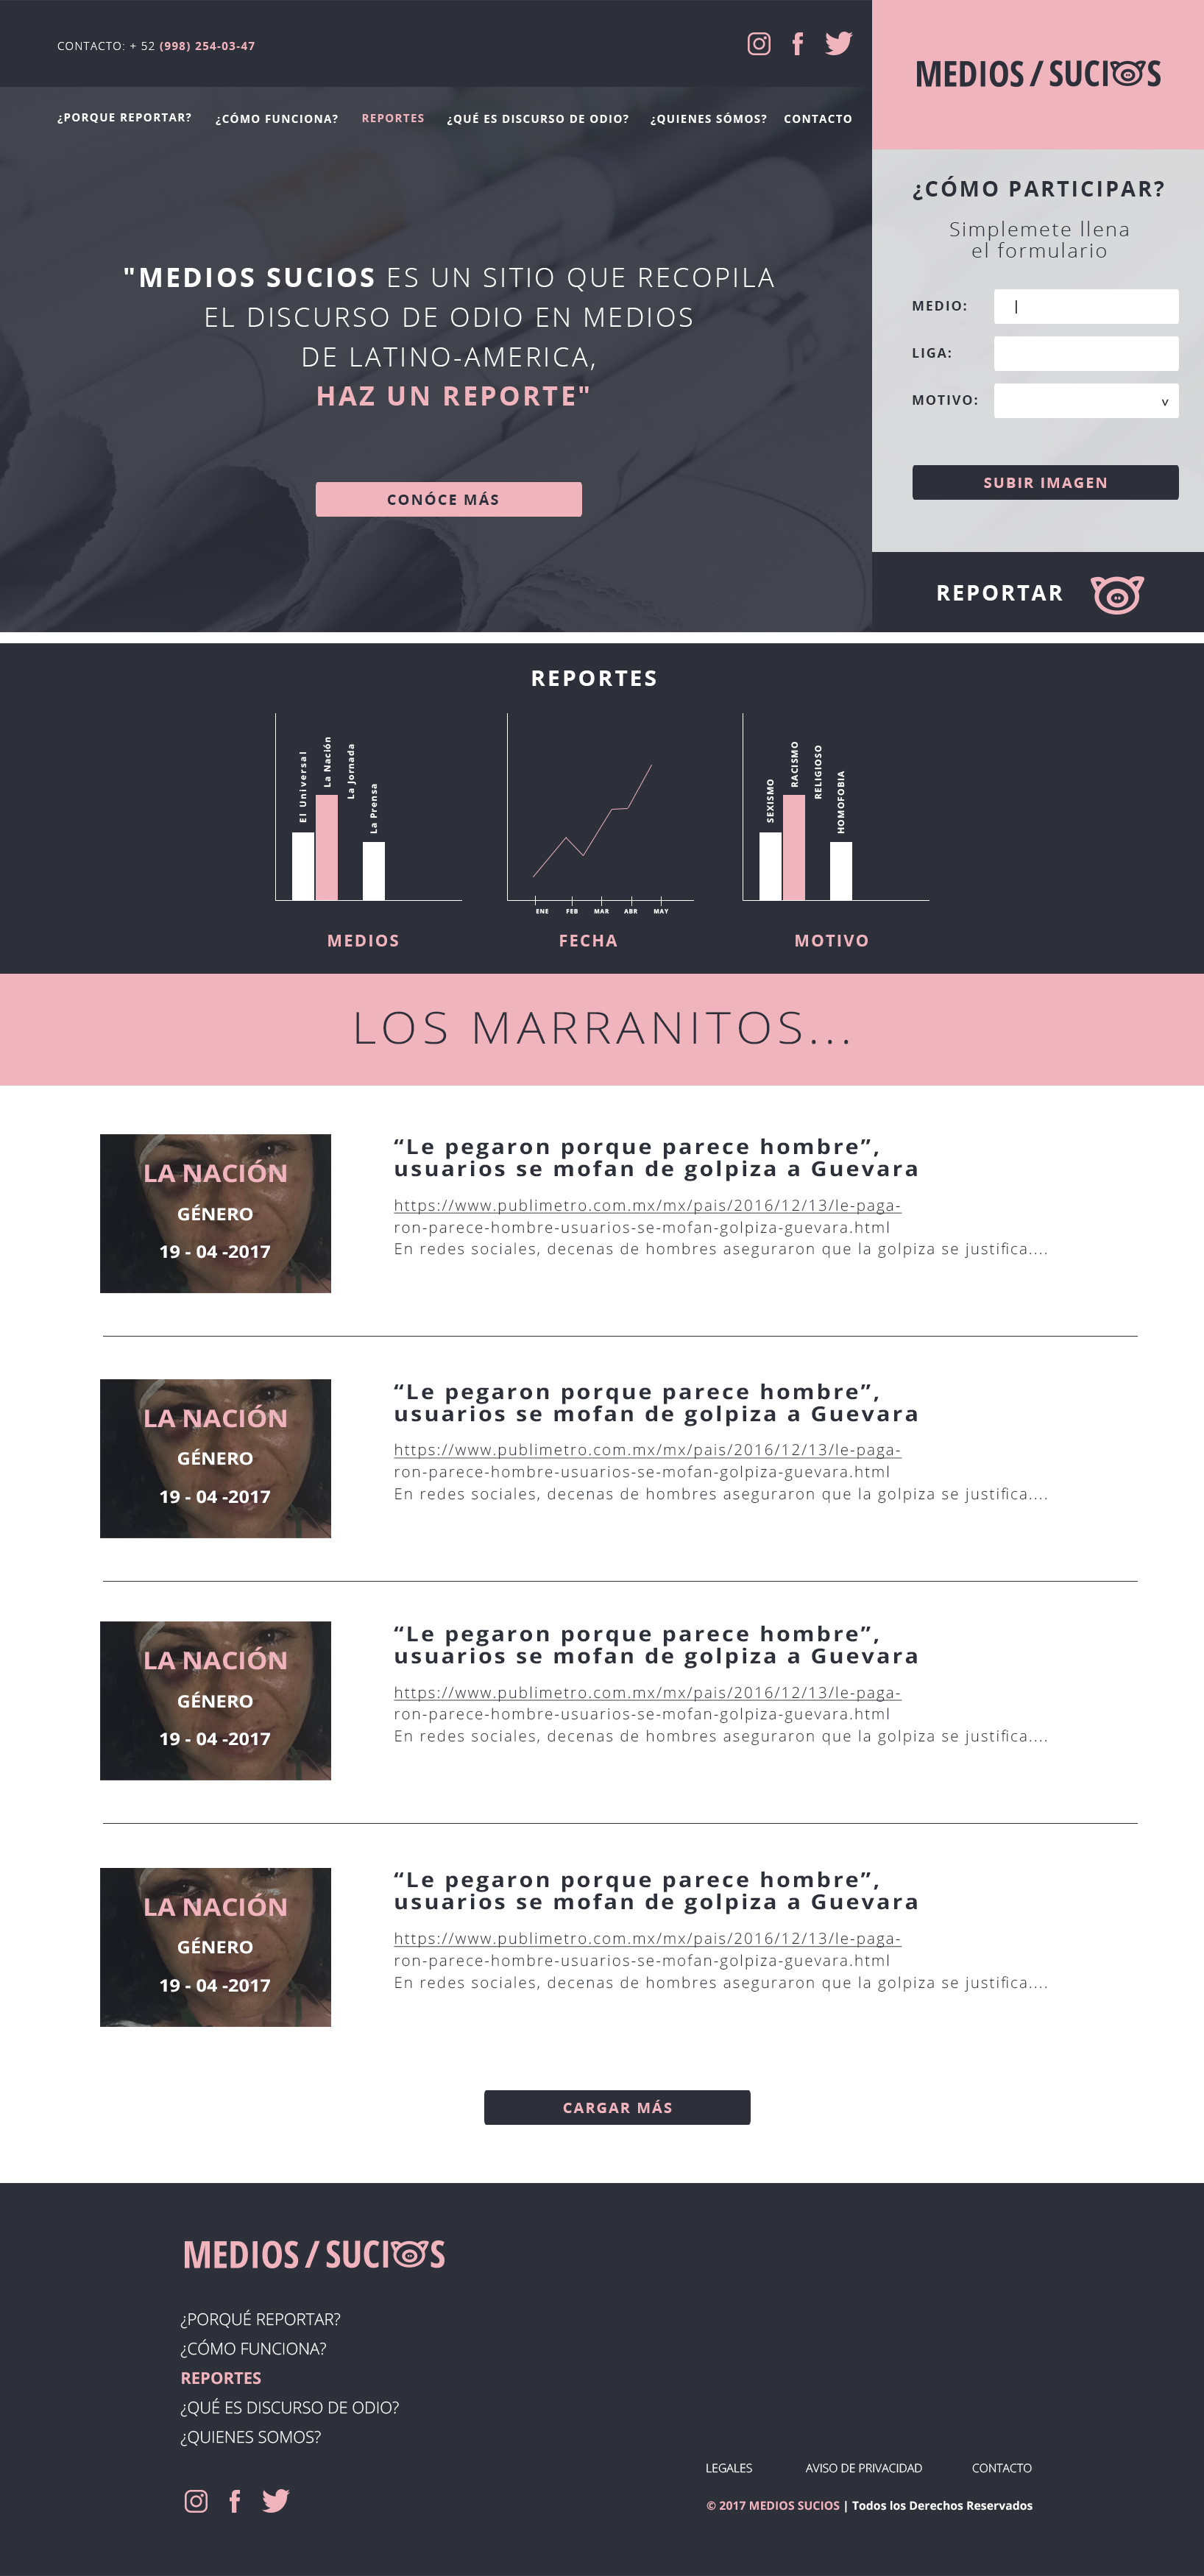 CONTACTO: + 52 (998) 254-03-47
MEDIOS / SUCIOS
¿PORQUE REPORTAR? ¿CÓMO FUNCIONA? REPORTES ¿QUÉ ES DISCURSO DE ODIO? ¿QUIENES SÓMOS? CONTACTO
"MEDIOS SUCIOS ES UN SITIO QUE RECOPILA
EL DISCURSO DE ODIO EN MEDIOS
DE LATINO-AMERICA,
HAZ UN REPORTE"
CONÓCE MÁS
¿CÓMO PARTICIPAR?
Simplemete llena
el formulario
MEDIO:
LIGA:
MOTIVO:
SUBIR IMAGEN
REPORTAR
REPORTES
El Universal
La Nación
La Jornada
La Prensa
MEDIOS
ENE FEB MAR ABR MAY
FECHA
SEXISMO
RACISMO
RELIGIOSO
HOMOFOBIA
MOTIVO
LOS MARRANITOS...
LA NACIÓN
GÉNERO
19 - 04 -2017
“Le pegaron porque parece hombre”,
usuarios se mofan de golpiza a Guevara
https://www.publimetro.com.mx/mx/pais/2016/12/13/le-paga-
ron-parece-hombre-usuarios-se-mofan-golpiza-guevara.html
En redes sociales, decenas de hombres aseguraron que la golpiza se justifica....
LA NACIÓN
GÉNERO
19 - 04 -2017
“Le pegaron porque parece hombre”,
usuarios se mofan de golpiza a Guevara
https://www.publimetro.com.mx/mx/pais/2016/12/13/le-paga-
ron-parece-hombre-usuarios-se-mofan-golpiza-guevara.html
En redes sociales, decenas de hombres aseguraron que la golpiza se justifica....
LA NACIÓN
GÉNERO
19 - 04 -2017
“Le pegaron porque parece hombre”,
usuarios se mofan de golpiza a Guevara
https://www.publimetro.com.mx/mx/pais/2016/12/13/le-paga-
ron-parece-hombre-usuarios-se-mofan-golpiza-guevara.html
En redes sociales, decenas de hombres aseguraron que la golpiza se justifica....
LA NACIÓN
GÉNERO
19 - 04 -2017
“Le pegaron porque parece hombre”,
usuarios se mofan de golpiza a Guevara
https://www.publimetro.com.mx/mx/pais/2016/12/13/le-paga-
ron-parece-hombre-usuarios-se-mofan-golpiza-guevara.html
En redes sociales, decenas de hombres aseguraron que la golpiza se justifica....
CARGAR MÁS
MEDIOS / SUCIOS
¿PORQUÉ REPORTAR?
¿CÓMO FUNCIONA?
REPORTES
¿QUÉ ES DISCURSO DE ODIO?
¿QUIENES SOMOS?
LEGALES AVISO DE PRIVACIDAD CONTACTO
© 2017 MEDIOS SUCIOS | Todos los Derechos Reservados